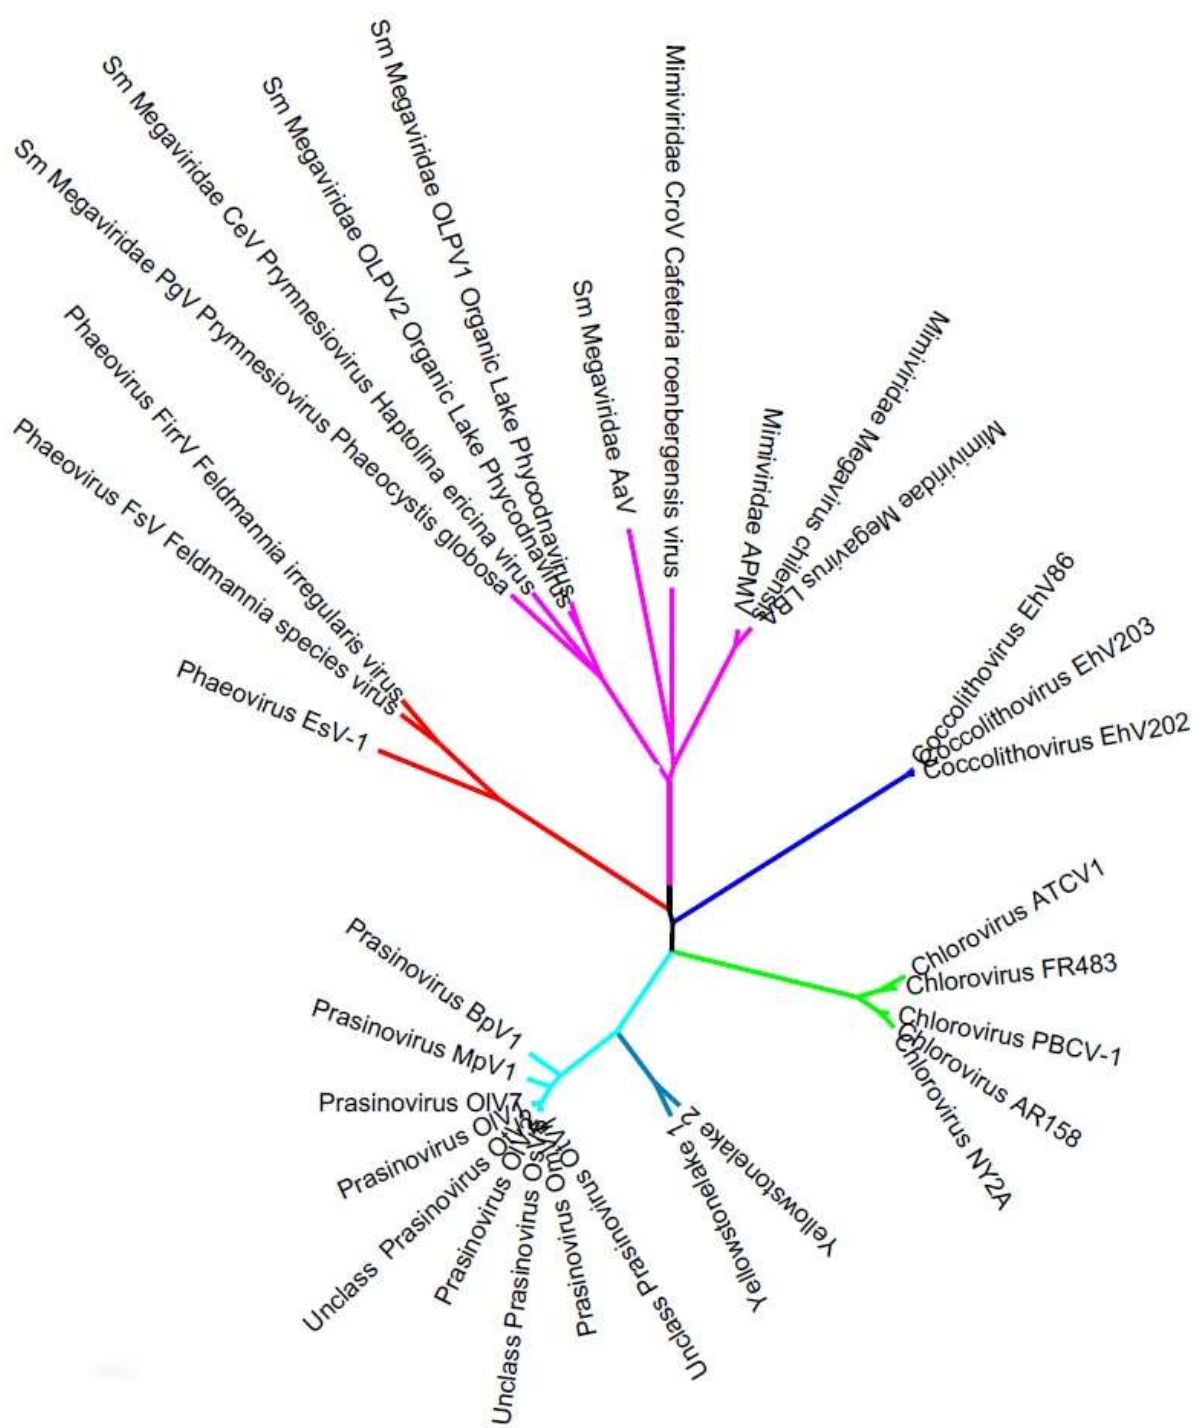 Sm Megaviridae OLPV1 Organic Lake Phycodnavirus
Mimiviridae CroV Cafeteria roenbergensis virus
Sm Megaviridae CeV Prymnesiovirus Haptolina ericina virus
Sm Megaviridae OLPV2 Organic Lake Phycodnavirus
Sm Megaviridae PgV Prymnesiovirus Phaeocystis globosa
Sm Megaviridae AaV
Phaeovirus FirrV Feldmannia irregularis virus
Mimiviridae Megavirus chilensis
Mimiviridae APMV
Phaeovirus FsV Feldmannia species virus
Mimiviridae Megavirus LBA
Coccolithovirus EhV86
Coccolithovirus EhV203
Phaeovirus EsV-1
Coccolithovirus EhV202
Chlorovirus ATCV1
Chlorovirus FR483
Prasinovirus BpV1
Chlorovirus PBCV-1
Prasinovirus MpV1
Chlorovirus AR158
Chlorovirus NY2A
Prasinovirus OlV7
Yellowstonelake 2
Yellowstonelake 1
Prasinovirus
Unclass Prasinovirus
Prasinovirus
Unclass Prasinovirus
Prasinovirus
Unclass Prasinovirus